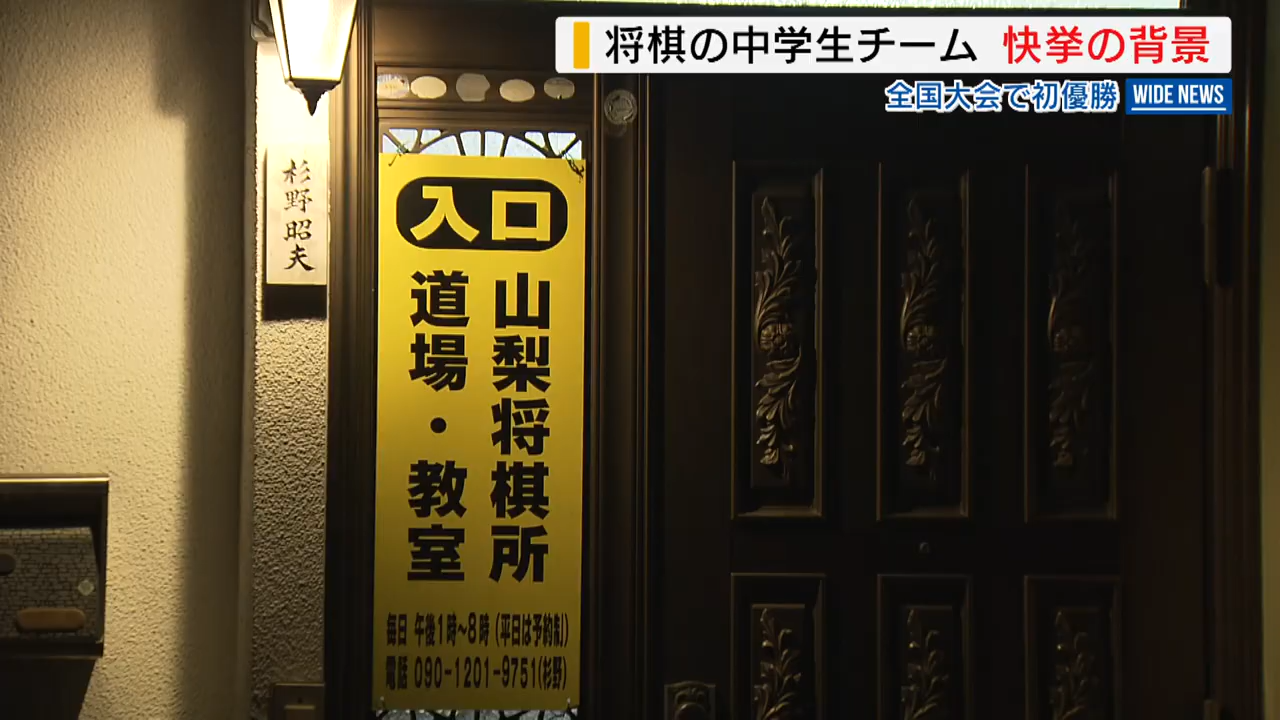 将棋の中学生チーム 快挙の背景
全国大会で初優勝
WIDE NEWS
杉野昭夫
入口
山梨将棋所
道場・教室
毎日 午後1時～8時（平日は予約制）
電話 090-1201-9751(杉野)